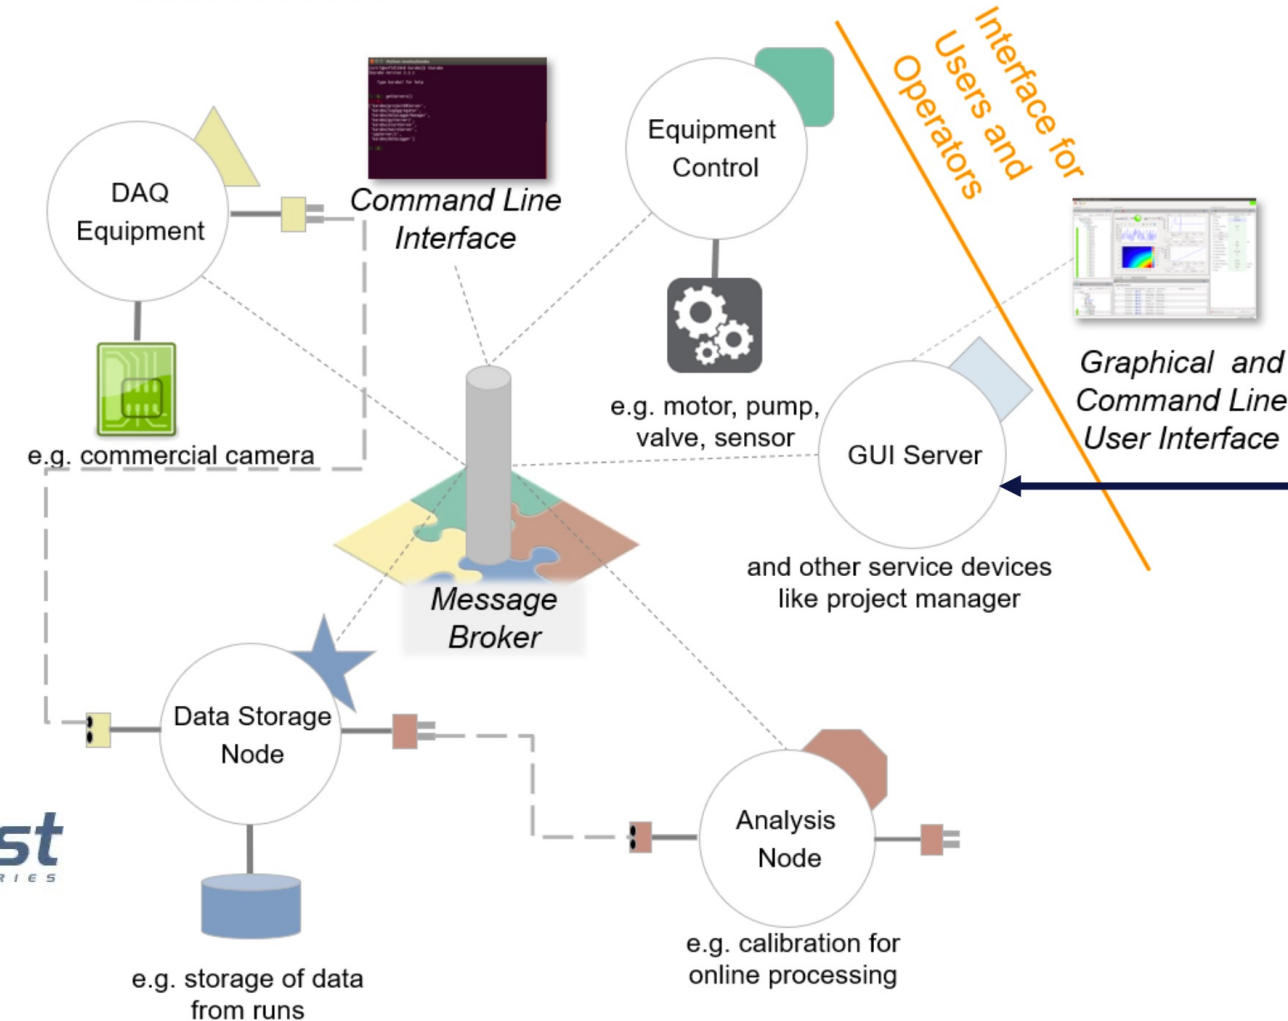 Interface for
Users and
Operators
Equipment
Control
DAQ
Equipment
Command Line
Interface
Graphical and
Command Line
User Interface
e.g. motor, pump,
valve, sensor
e.g. commercial camera
GUI Server
and other service devices
like project manager
Message
Broker
Data Storage
Node
Analysis
Node
st
RIES
e.g. calibration for
online processing
e.g. storage of data
from runs